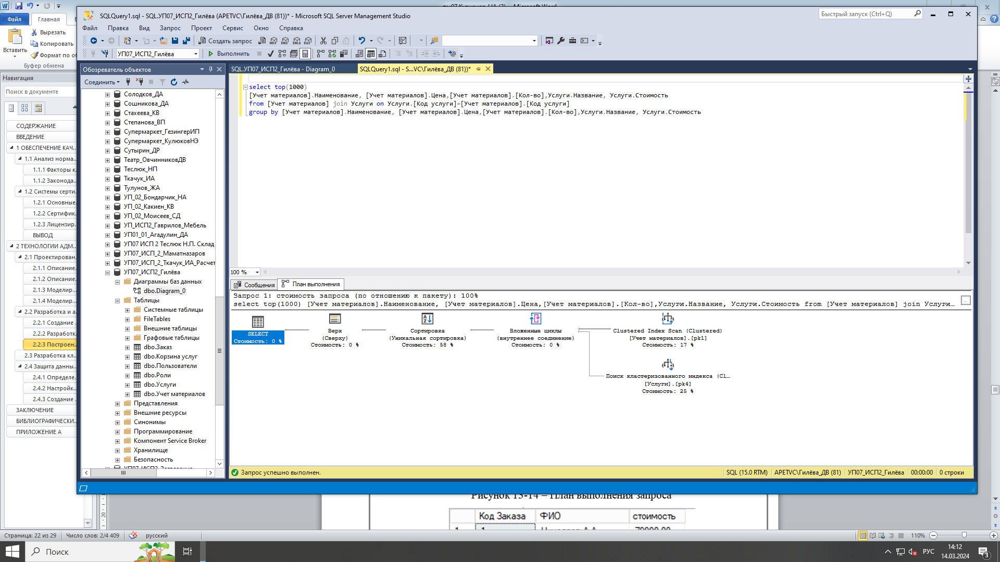 SQLQuery1.sql - SQL.УП07_ИСП2_Гилёва (APETVC\Гилёва_ДВ (81))* - Microsoft SQL Server Management Studio
Быстрый запуск (Ctrl+Q)
Файл Правка Вид Запрос Проект Сервис Окно Справка
Создать запрос
УП07_ИСП2_Гилёва
Выполнить
Файл
Главная
Вставить
Вырезать
Копировать
Формат по об
Буфер обмена
Навигация
Поиск в документе
СОДЕРЖАНИЕ
ВВЕДЕНИЕ
1 ОБЕСПЕЧЕНИЕ КАЧ...
1.1 Анализ норма...
1.1.1 Факторы к...
1.1.2 Законода...
1.2 Системы серти...
1.2.1 Основные...
1.2.2 Сертифик...
1.2.3 Лицензир...
ВЫВОД
2 ТЕХНОЛОГИИ АДМ...
2.1 Проектирован...
2.1.1 Описание...
2.1.2 Описание...
2.1.3 Моделир...
2.1.4 Моделир...
2.2 Разработка и а...
2.2.1 Создание ...
2.2.2 Разработк...
2.2.3 Построен...
2.3 Разработка кл...
2.4 Защита данны...
2.4.1 Определе...
2.4.2 Настройк...
2.4.3 Создание ...
ЗАКЛЮЧЕНИЕ
БИБЛИОГРАФИЧЕСКИ...
ПРИЛОЖЕНИЕ А
Обозреватель объектов
Соединить
Солодков_ДА
Сошникова_ДА
Стахеева_КВ
Степанова_ВП
Супермаркет_ГезингерИП
Супермаркет_КулюковНЭ
Сутырин_ДР
Театр_ОвчинниковДВ
Теслюк_НП
Ткачук_ИА
Тулунов_ЖА
УП_02_Бондарчик_НА
УП_02_Какиен_КВ
УП_02_Моисеев_СД
УП_ИСП2_Гаврилов_Мебель
УП01_01_Агадулин_ДА
УП07 ИСП 2 Теслюк Н.П. Склад
УП07_ИСП_2_Маматназаров
УП07_ИСП_2_Ткачук_ИА_Расчет
УП07_ИСП2_Гилёва
Диаграммы баз данных
dbo.Diagram_0
Таблицы
Системные таблицы
FileTables
Внешние таблицы
Графовые таблицы
dbo.Заказ
dbo.Корзина услуг
dbo.Пользователи
dbo.Роли
dbo.Услуги
dbo.Учет материалов
Представления
Внешние ресурсы
Синонимы
Программирование
Компонент Service Broker
Хранилище
Безопасность
SQL.УП07_ИСП2_Гилёва - Diagram_0
SQLQuery1.sql - S...VC\Гилёва_ДВ (81))*
select top(1000)
[Учет материалов].Наименование, [Учет материалов].Цена,[Учет материалов].[Кол-во],Услуги.Название, Услуги.Стоимость
from [Учет материалов] join Услуги on Услуги.[Код услуги]=[Учет материалов].[Код услуги]
group by [Учет материалов].Наименование, [Учет материалов].Цена,[Учет материалов].[Кол-во],Услуги.Название, Услуги.Стоимость
100 %
Сообщения
План выполнения
Запрос 1: стоимость запроса (по отношению к пакету): 100%
select top(1000) [Учет материалов].Наименование, [Учет материалов].Цена,[Учет материалов].[Кол-во],Услуги.Название, Услуги.Стоимость from [Учет материалов] join Услуги...
SELECT
Стоимость: 0 %
Верх
(Сверху)
Стоимость: 0 %
Сортировка
(Уникальная сортировка)
Стоимость: 58 %
Вложенные циклы
(внутреннее соединение)
Стоимость: 0 %
Clustered Index Scan (Clustered)
[Учет материалов].[pk1]
Стоимость: 17 %
Поиск кластеризованного индекса (Cl...
[Услуги].[pk4]
Стоимость: 25 %
Запрос успешно выполнен.
SQL (15.0 RTM)
APETVC\Гилёва_ДВ (81)
УП07_ИСП2_Гилёва
00:00:00
0 строки
Рисунок 13-14 – План выполнения запроса
Код Заказа ФИО стоимость
Страница: 22 из 29
Число слов: 2/4 409
русский
110%
Поиск
РУС
14:12
14.03.2024
3